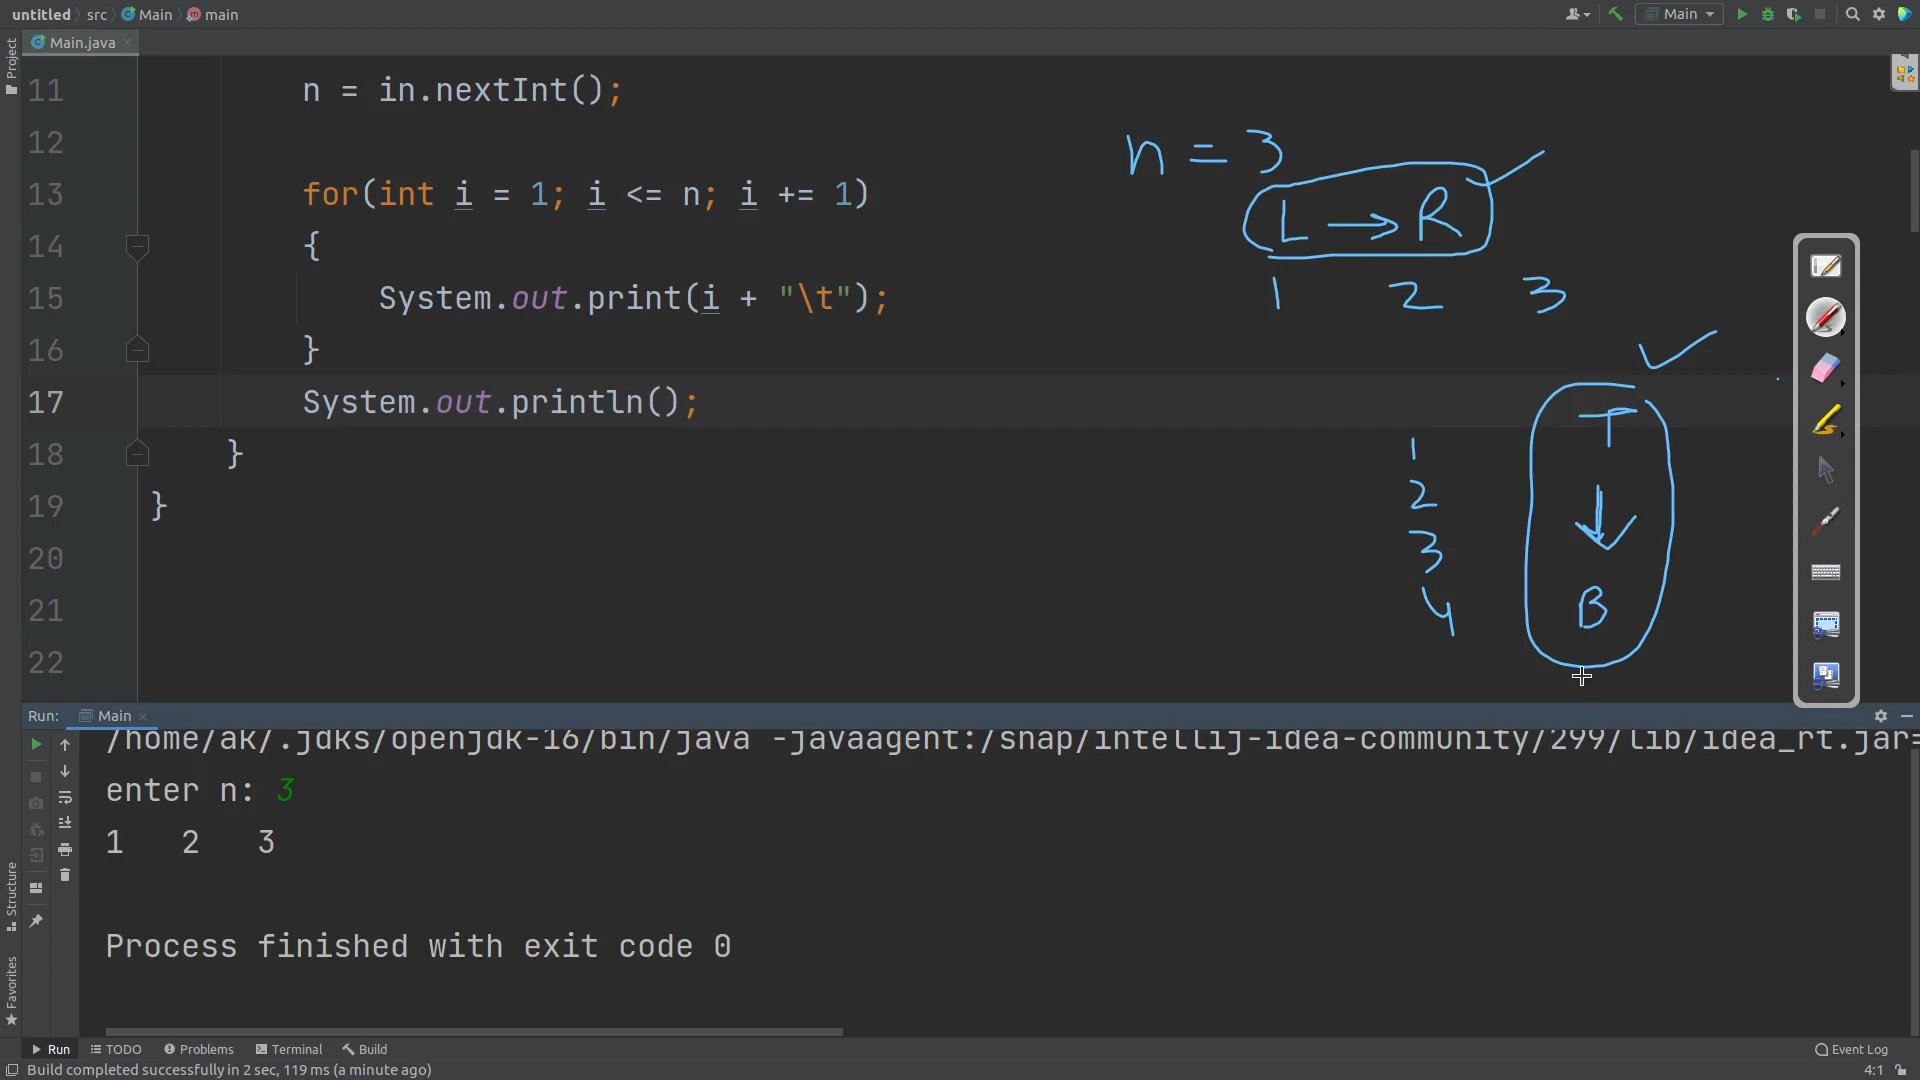 untitled src Main main
Main
Main.java
Project
11 n = in.nextInt();
12
13 for(int i = 1; i <= n; i += 1)
14 {
15 System.out.print(i + "\t");
16 }
17 System.out.println();
18 }
19 }
20
21
22
n = 3
L → R
1 2 3
T
↓
B
1
2
3
4
Run: Main
/home/ak/.jdks/openjdk-16/bin/java -javaagent:/snap/intellij-idea-community/299/lib/idea_rt.jar=
enter n: 3
1 2 3
Process finished with exit code 0
Structure
Favorites
Run TODO Problems Terminal Build Event Log
Build completed successfully in 2 sec, 119 ms (a minute ago) 4:1